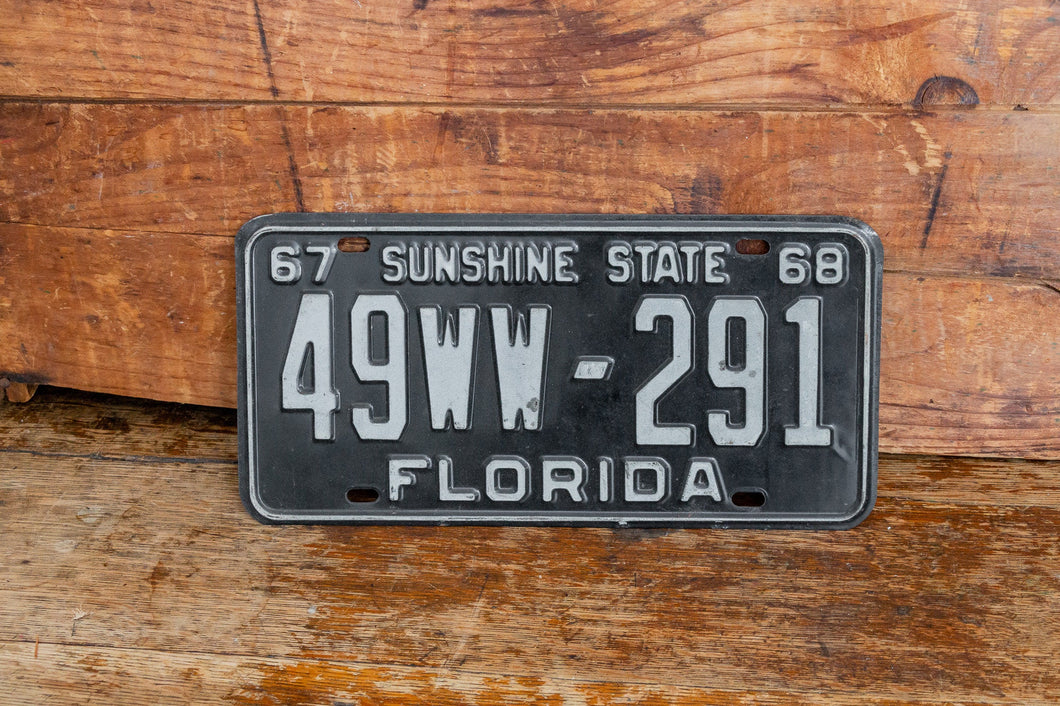 67 SUNSHINE STATE 68
49WW-291
FLORIDA